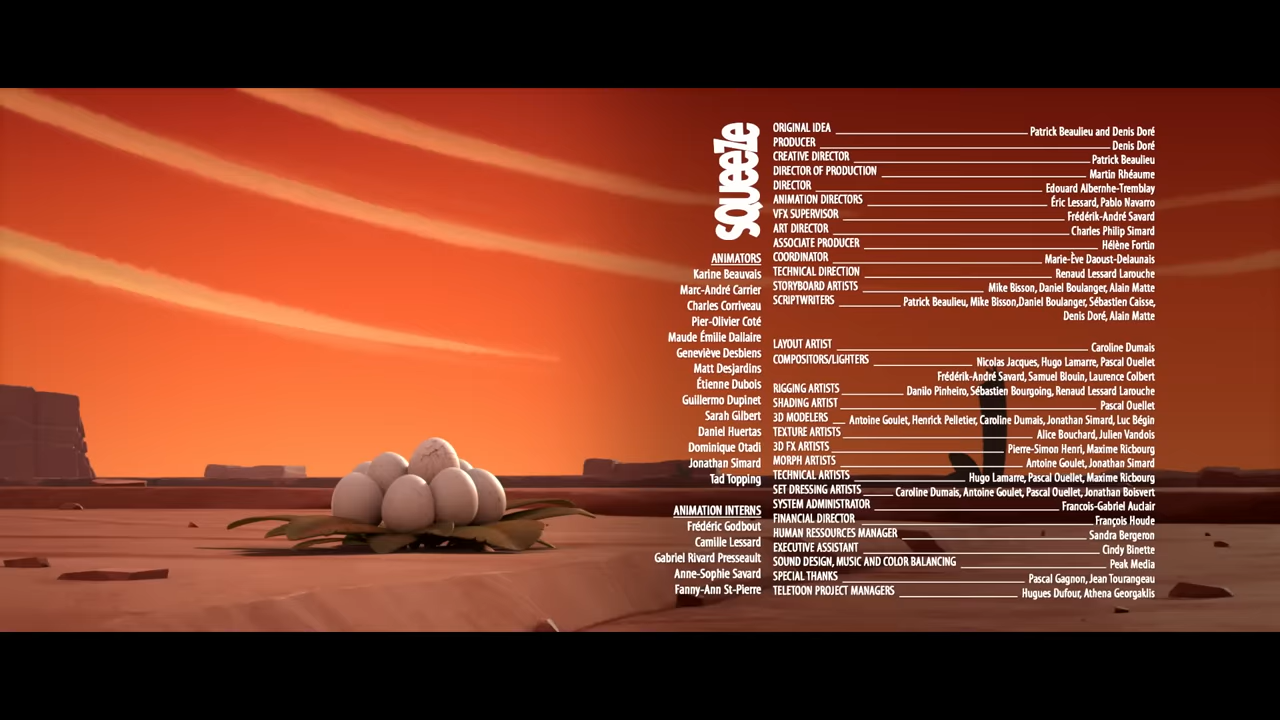 squeeze
ANIMATORS
Karine Beauvais
Marc-André Carrier
Charles Corriveau
Pier-Olivier Coté
Maude Émilie Dallaire
Geneviève Desbiens
Matt Desjardins
Étienne Dubois
Guillermo Dupinet
Sarah Gilbert
Daniel Huertas
Dominique Otadi
Jonathan Simard
Tad Topping
ANIMATION INTERNS
Frédéric Godbout
Camille Lessard
Gabriel Rivard Presseault
Anne-Sophie Savard
Fanny-Ann St-Pierre
ORIGINAL IDEA Patrick Beaulieu and Denis Doré
PRODUCER Denis Doré
CREATIVE DIRECTOR Patrick Beaulieu
DIRECTOR OF PRODUCTION Martin Rhéaume
DIRECTOR Edouard Albernhe-Tremblay
ANIMATION DIRECTORS Éric Lessard, Pablo Navarro
VFX SUPERVISOR Frédérik-André Savard
ART DIRECTOR Charles Philip Simard
ASSOCIATE PRODUCER Hélène Fortin
COORDINATOR Marie-Ève Daoust-Delaunais
TECHNICAL DIRECTION Renaud Lessard Larouche
STORYBOARD ARTISTS Mike Bisson, Daniel Boulanger, Alain Matte
SCRIPTWRITERS Patrick Beaulieu, Mike Bisson,Daniel Boulanger, Sébastien Caisse,
Denis Doré, Alain Matte
LAYOUT ARTIST Caroline Dumais
COMPOSITORS/LIGHTERS Nicolas Jacques, Hugo Lamarre, Pascal Ouellet
Frédérik-André Savard, Samuel Blouin, Laurence Colbert
RIGGING ARTISTS Danilo Pinheiro, Sébastien Bourgoing, Renaud Lessard Larouche
SHADING ARTIST Pascal Ouellet
3D MODELERS Antoine Goulet, Henrick Pelletier, Caroline Dumais, Jonathan Simard, Luc Bégin
TEXTURE ARTISTS Alice Bouchard, Julien Vandois
3D FX ARTISTS Pierre-Simon Henri, Maxime Ricbourg
MORPH ARTISTS Antoine Goulet, Jonathan Simard
TECHNICAL ARTISTS Hugo Lamarre, Pascal Ouellet, Maxime Ricbourg
SET DRESSING ARTISTS Caroline Dumais, Antoine Goulet, Pascal Ouellet, Jonathan Boisvert
SYSTEM ADMINISTRATOR Francois-Gabriel Auclair
FINANCIAL DIRECTOR François Houde
HUMAN RESSOURCES MANAGER Sandra Bergeron
EXECUTIVE ASSISTANT Cindy Binette
SOUND DESIGN, MUSIC AND COLOR BALANCING Peak Media
SPECIAL THANKS Pascal Gagnon, Jean Tourangeau
TELETOON PROJECT MANAGERS Hugues Dufour, Athena Georgaklis